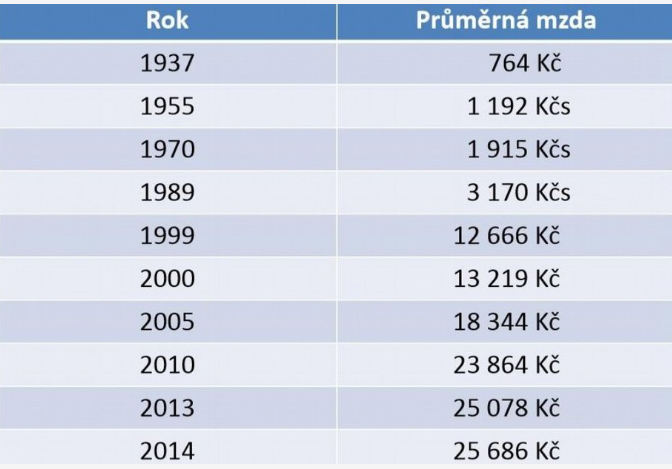 Rok Průměrná mzda
1937 764 Kč
1955 1 192 Kčs
1970 1 915 Kčs
1989 3 170 Kčs
1999 12 666 Kč
2000 13 219 Kč
2005 18 344 Kč
2010 23 864 Kč
2013 25 078 Kč
2014 25 686 Kč